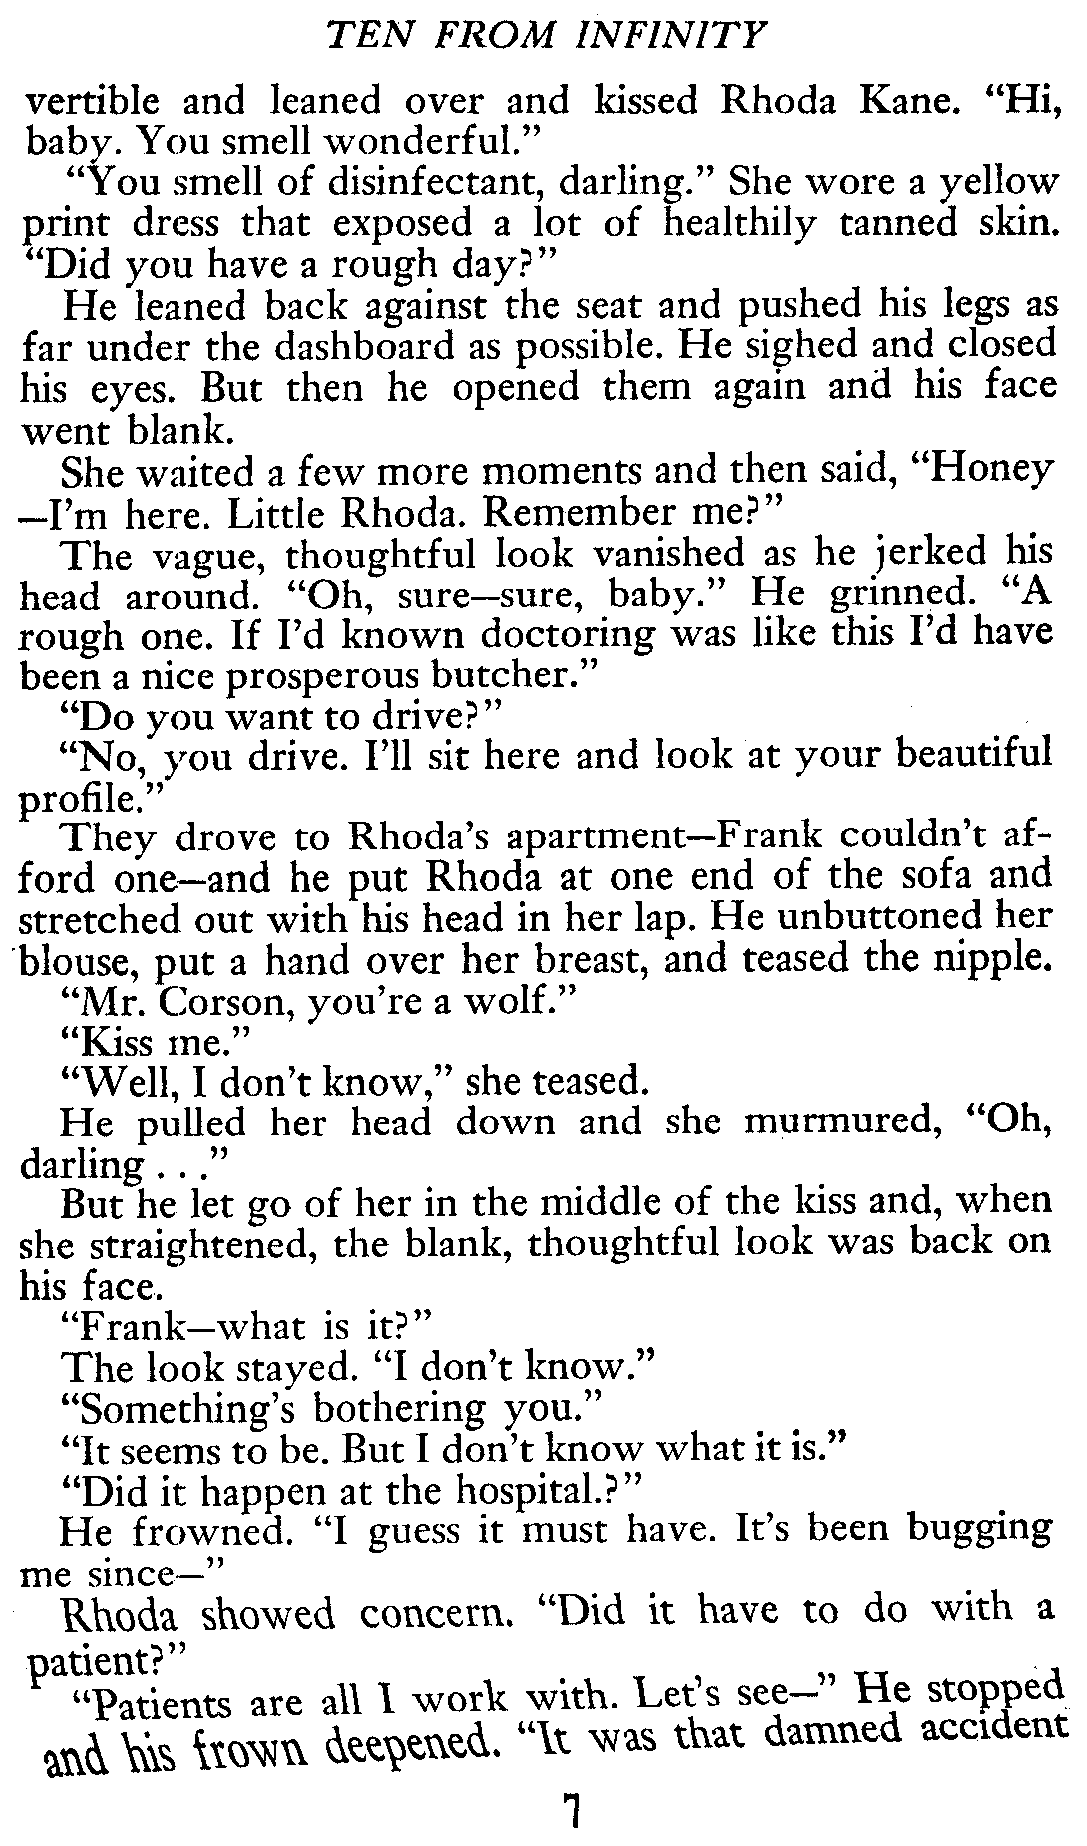 TEN FROM INFINITY
vertible and leaned over and kissed Rhoda Kane. “Hi,
baby. You smell wonderful.”
“You smell of disinfectant, darling.” She wore a yellow
print dress that exposed a lot of healthily tanned skin.
“Did you have a rough day?”
He leaned back against the seat and pushed his legs as
far under the dashboard as possible. He sighed and closed
his eyes. But then he opened them again and his face
went blank.
She waited a few more moments and then said, “Honey
—I'm here. Little Rhoda. Remember me?”
The vague, thoughtful look vanished as he jerked his
head around. “Oh, sure—sure, baby.” He grinned. “A
rough one. If I'd known doctoring was like this I'd have
been a nice prosperous butcher.”
“Do you want to drive?”
“No, you drive. I'll sit here and look at your beautiful
profile.”
They drove to Rhoda's apartment—Frank couldn't af-
ford one—and he put Rhoda at one end of the sofa and
stretched out with his head in her lap. He unbuttoned her
blouse, put a hand over her breast, and teased the nipple.
“Mr. Corson, you're a wolf.”
“Kiss me.”
“Well, I don't know,” she teased.
He pulled her head down and she murmured, “Oh,
darling . . .”
But he let go of her in the middle of the kiss and, when
she straightened, the blank, thoughtful look was back on
his face.
“Frank—what is it?”
The look stayed. “I don't know.”
“Something's bothering you.”
“It seems to be. But I don't know what it is.”
“Did it happen at the hospital.?”
He frowned. “I guess it must have. It's been bugging
me since—”
Rhoda showed concern. “Did it have to do with a
patient?”
“Patients are all I work with. Let's see—” He stopped
and his frown deepened. “It was that damned accident
7